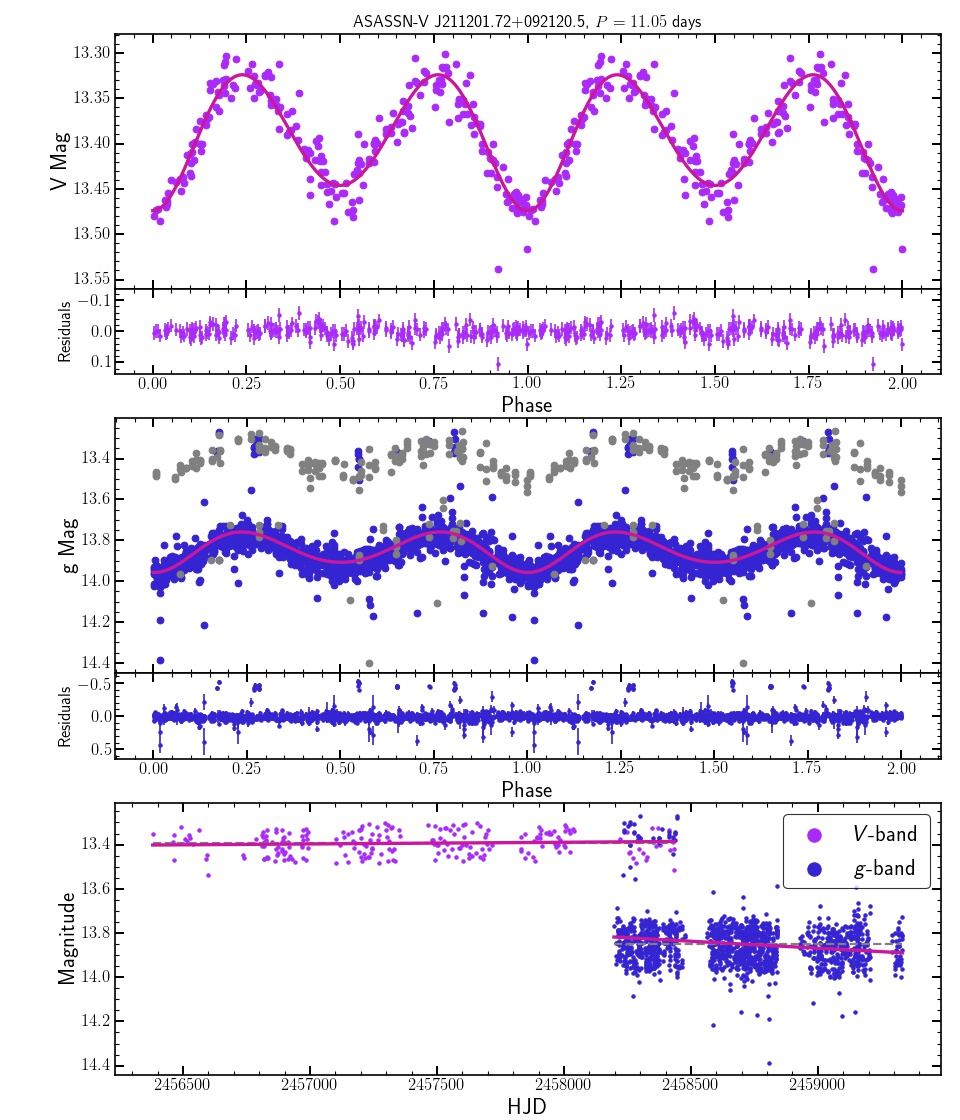 ASASSN-V J211201.72+092120.5, P = 11.05 days
13.30
13.35
13.40
13.45
13.50
13.55
V Mag
−0.1
0.0
0.1
Residuals
0.00 0.25 0.50 0.75 1.00 1.25 1.50 1.75 2.00
Phase
13.4
13.6
13.8
14.0
14.2
14.4
g Mag
−0.5
0.0
0.5
Residuals
0.00 0.25 0.50 0.75 1.00 1.25 1.50 1.75 2.00
Phase
13.4
13.6
13.8
14.0
14.2
14.4
Magnitude
V-band
g-band
2456500 2457000 2457500 2458000 2458500 2459000
HJD